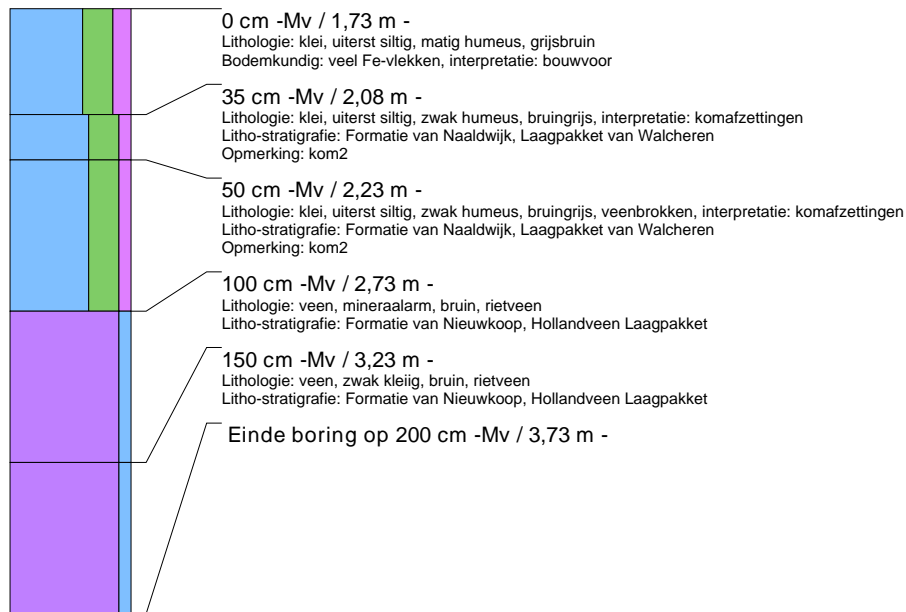 0 cm -Mv / 1,73 m -
Lithologie: klei, uiterst siltig, matig humeus, grijsbruin
Bodemkundig: veel Fe-vlekken, interpretatie: bouwvoor
35 cm -Mv / 2,08 m -
Lithologie: klei, uiterst siltig, zwak humeus, bruingrijs, interpretatie: komafzettingen
Litho-stratigrafie: Formatie van Naaldwijk, Laagpakket van Walcheren
Opmerking: kom2
50 cm -Mv / 2,23 m -
Lithologie: klei, uiterst siltig, zwak humeus, bruingrijs, veenbrokken, interpretatie: komafzettingen
Litho-stratigrafie: Formatie van Naaldwijk, Laagpakket van Walcheren
Opmerking: kom2
100 cm -Mv / 2,73 m -
Lithologie: veen, mineraalarm, bruin, rietveen
Litho-stratigrafie: Formatie van Nieuwkoop, Hollandveen Laagpakket
150 cm -Mv / 3,23 m -
Lithologie: veen, zwak kleiig, bruin, rietveen
Litho-stratigrafie: Formatie van Nieuwkoop, Hollandveen Laagpakket
Einde boring op 200 cm -Mv / 3,73 m -